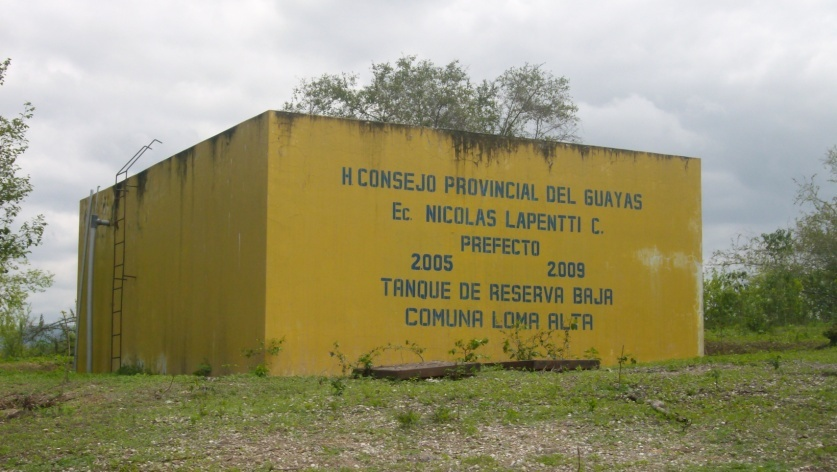 H CONSEJO PROVINCIAL DEL GUAYAS
Ec. NICOLAS LAPENTTI C.
PREFECTO
2005 2009
TANQUE DE RESERVA BAJA
COMUNA LOMA ALTA